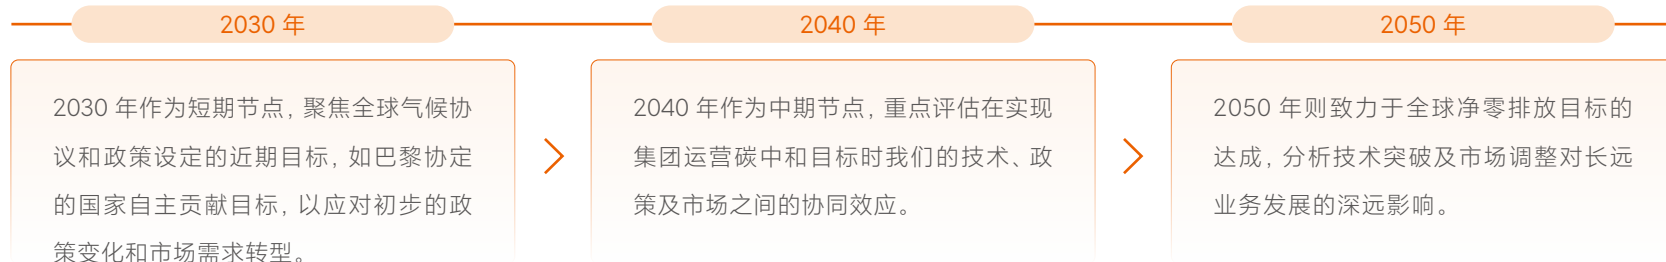 2030 年
2030 年作为短期节点，聚焦全球气候协
议和政策设定的近期目标，如巴黎协定
的国家自主贡献目标，以应对初步的政
策变化和市场需求转型。
2040 年
2040 年作为中期节点，重点评估在实现
集团运营碳中和目标时我们的技术、政
策及市场之间的协同效应。
2050 年
2050 年则致力于全球净零排放目标的
达成，分析技术突破及市场调整对长远
业务发展的深远影响。